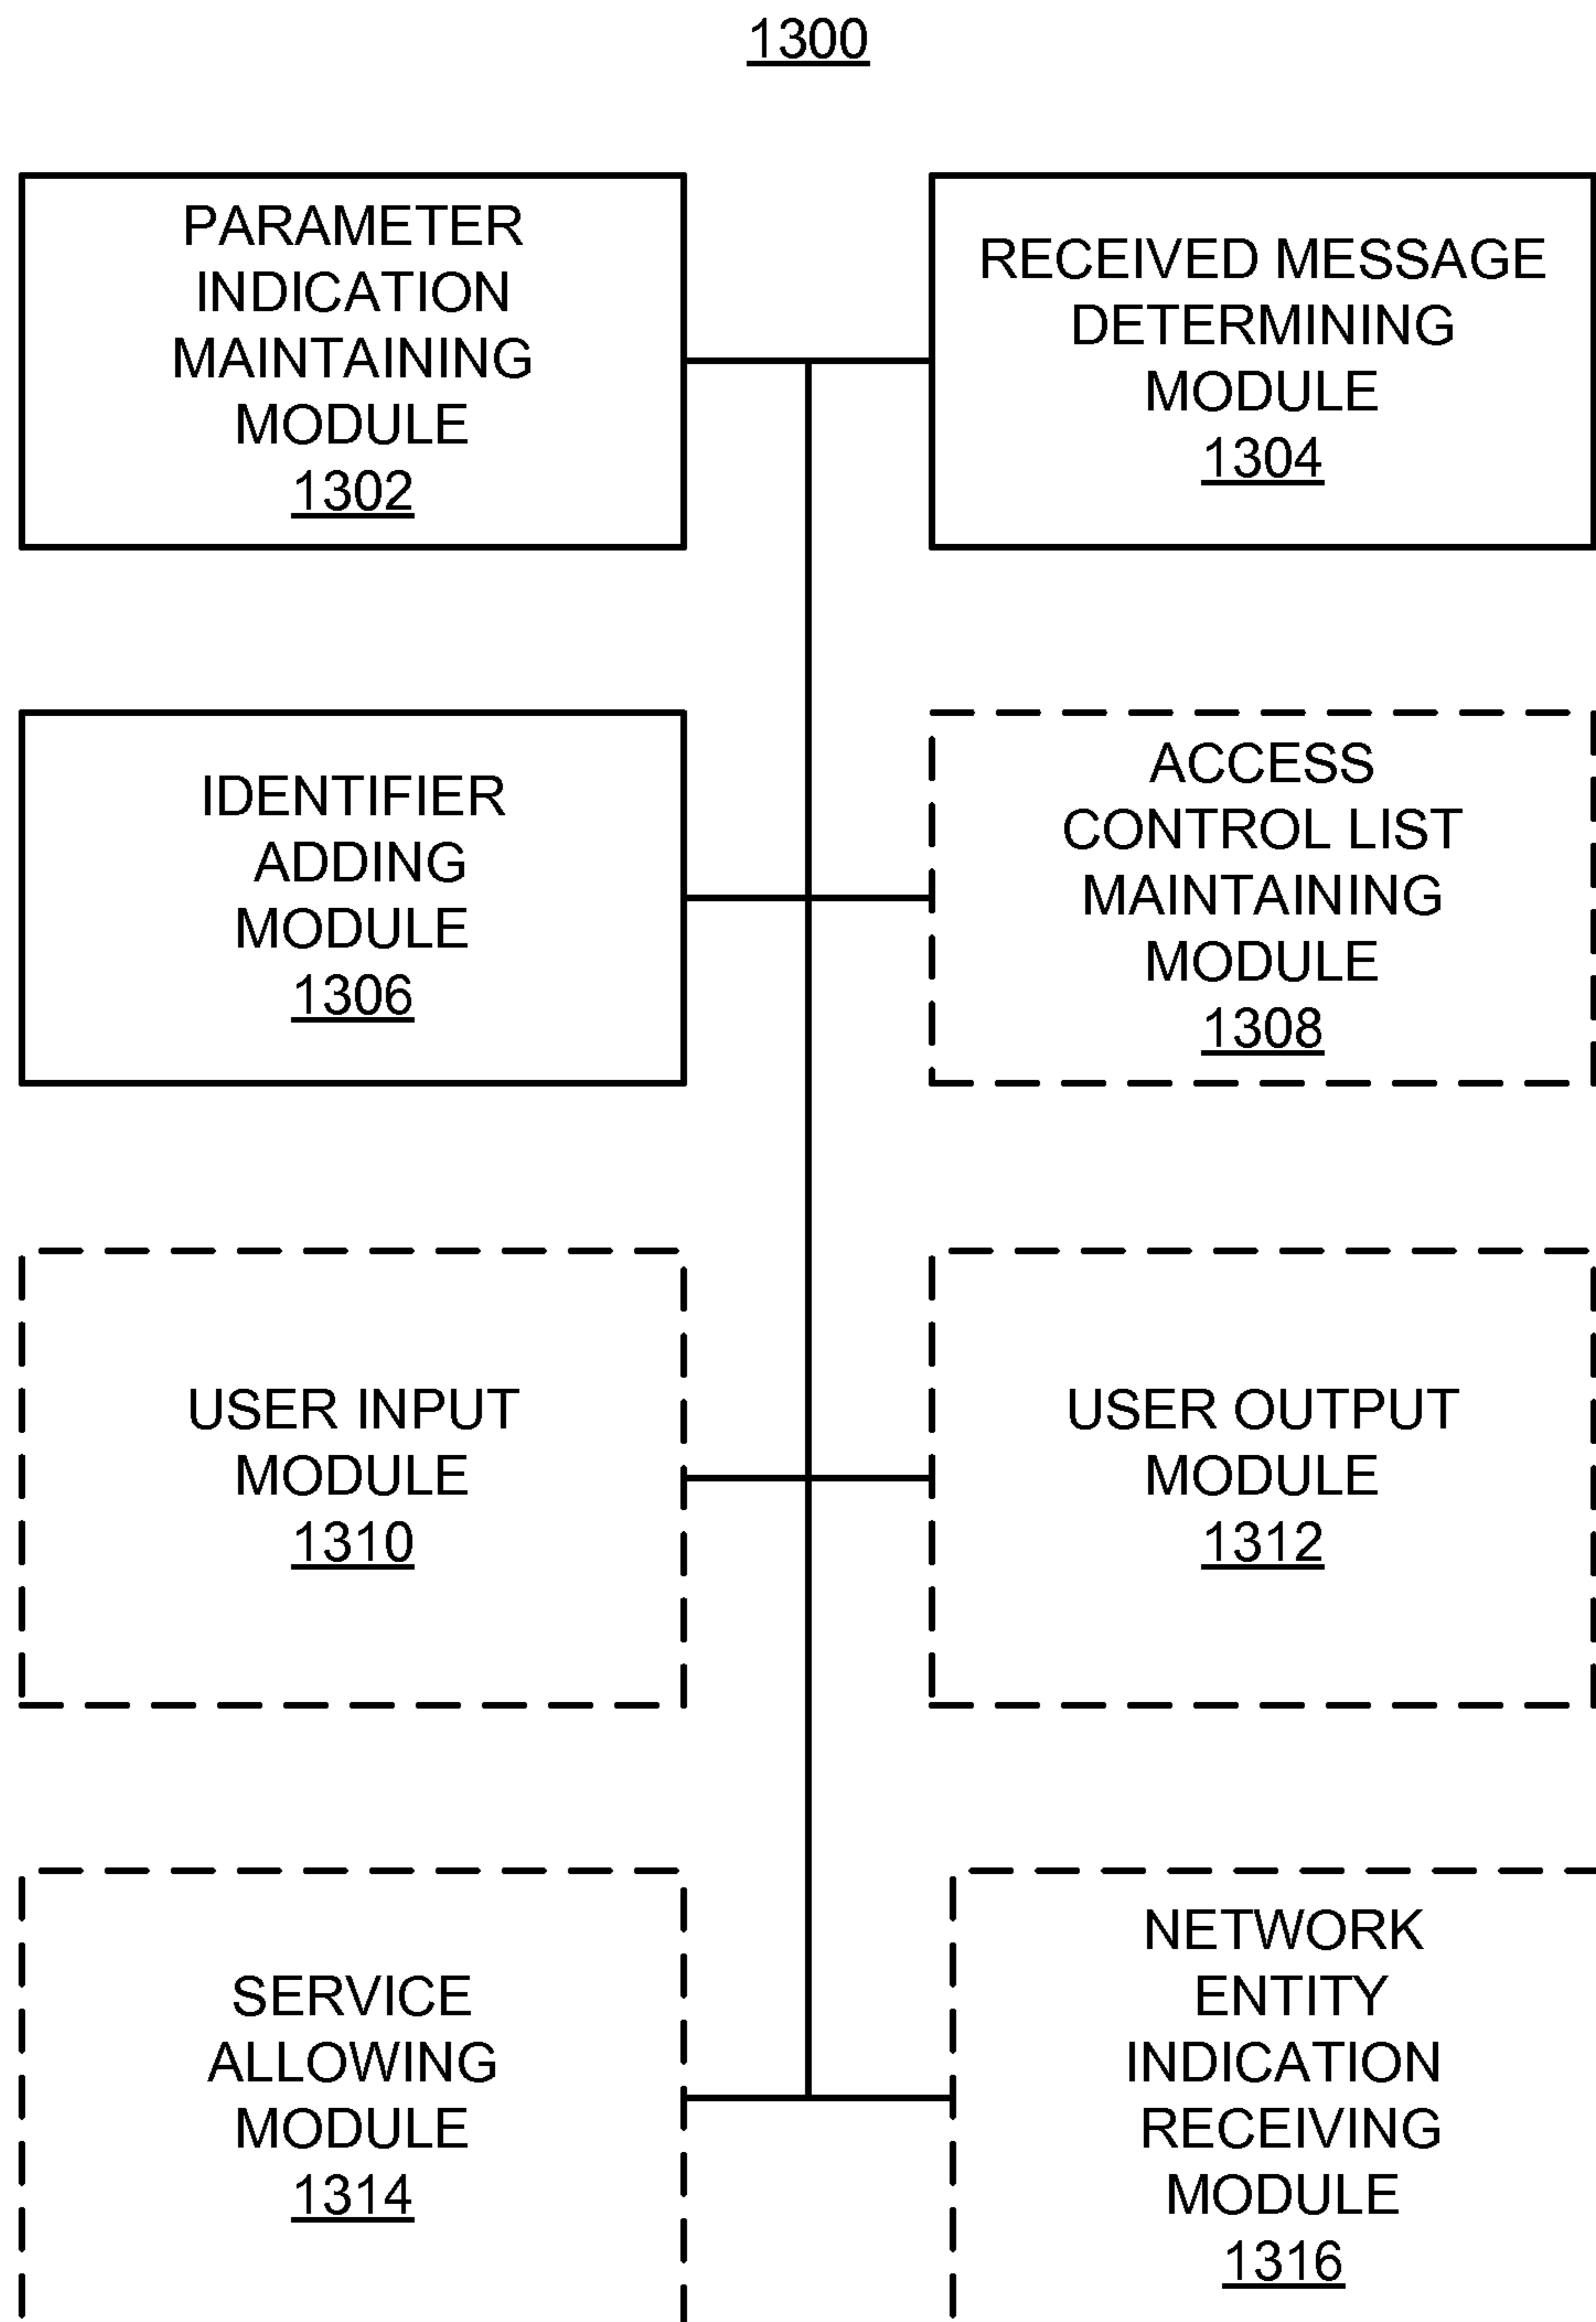 1300
PARAMETER
INDICATION
MAINTAINING
MODULE
1302
RECEIVED MESSAGE
DETERMINING
MODULE
1304
IDENTIFIER
ADDING
MODULE
1306
ACCESS
CONTROL LIST
MAINTAINING
MODULE
1308
USER INPUT
MODULE
1310
USER OUTPUT
MODULE
1312
SERVICE
ALLOWING
MODULE
1314
NETWORK
ENTITY
INDICATION
RECEIVING
MODULE
1316